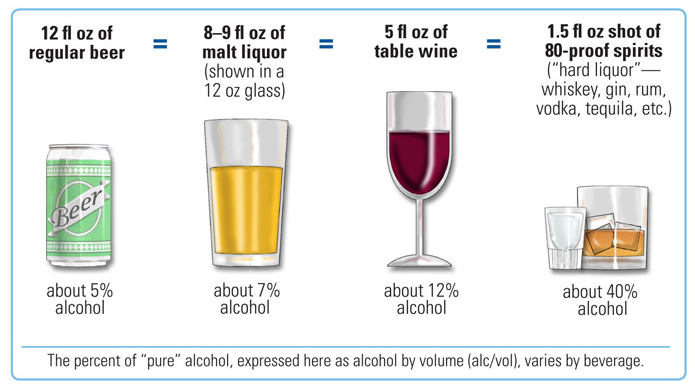 12 fl oz of
regular beer
=
8–9 fl oz of
malt liquor
(shown in a
12 oz glass)
=
5 fl oz of
table wine
=
1.5 fl oz shot of
80-proof spirits
(“hard liquor”—
whiskey, gin, rum,
vodka, tequila, etc.)
Beer
about 5%
alcohol
about 7%
alcohol
about 12%
alcohol
about 40%
alcohol
The percent of “pure” alcohol, expressed here as alcohol by volume (alc/vol), varies by beverage.